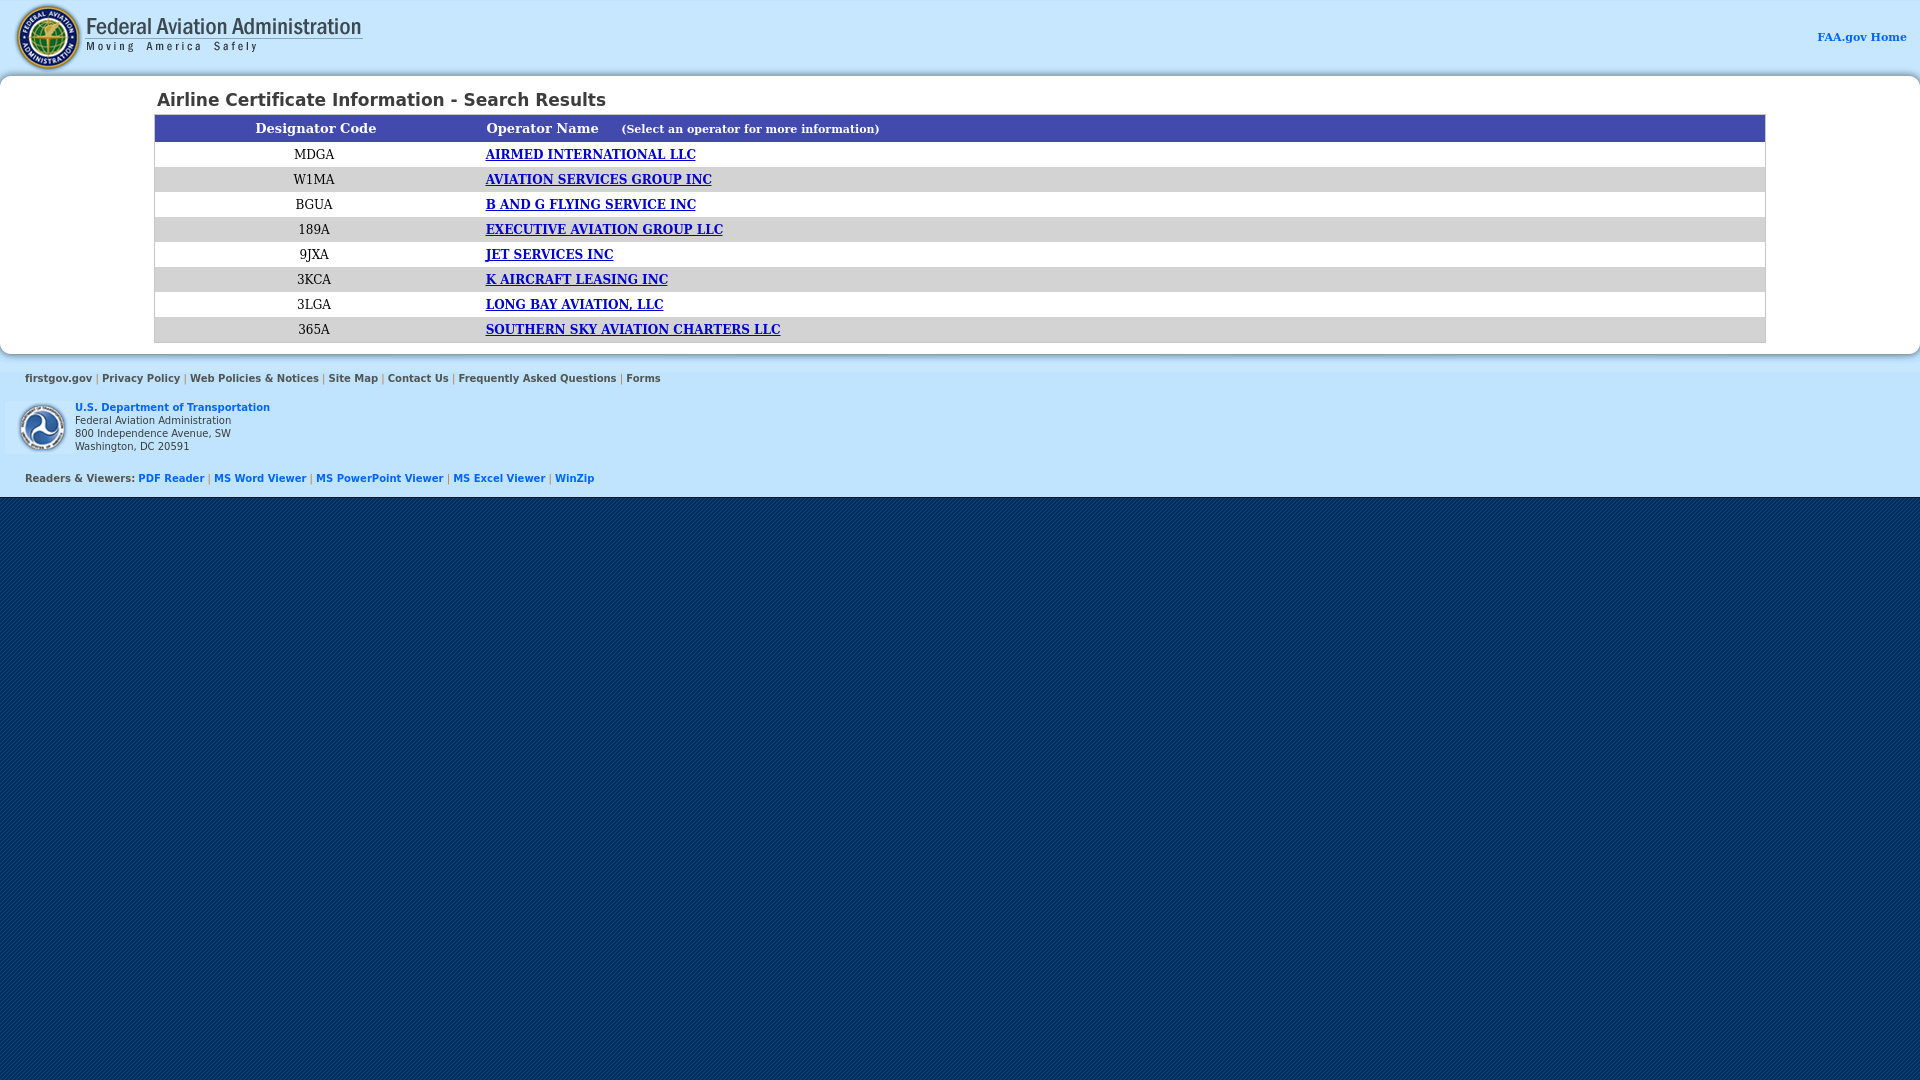 Federal Aviation Administration
Moving America Safely
FAA.gov Home
Airline Certificate Information - Search Results
Designator Code Operator Name (Select an operator for more information)
MDGA AIRMED INTERNATIONAL LLC
W1MA AVIATION SERVICES GROUP INC
BGUA B AND G FLYING SERVICE INC
189A EXECUTIVE AVIATION GROUP LLC
9JXA JET SERVICES INC
3KCA K AIRCRAFT LEASING INC
3LGA LONG BAY AVIATION, LLC
365A SOUTHERN SKY AVIATION CHARTERS LLC
firstgov.gov | Privacy Policy | Web Policies & Notices | Site Map | Contact Us | Frequently Asked Questions | Forms
U.S. Department of Transportation
Federal Aviation Administration
800 Independence Avenue, SW
Washington, DC 20591
Readers & Viewers: PDF Reader | MS Word Viewer | MS PowerPoint Viewer | MS Excel Viewer | WinZip